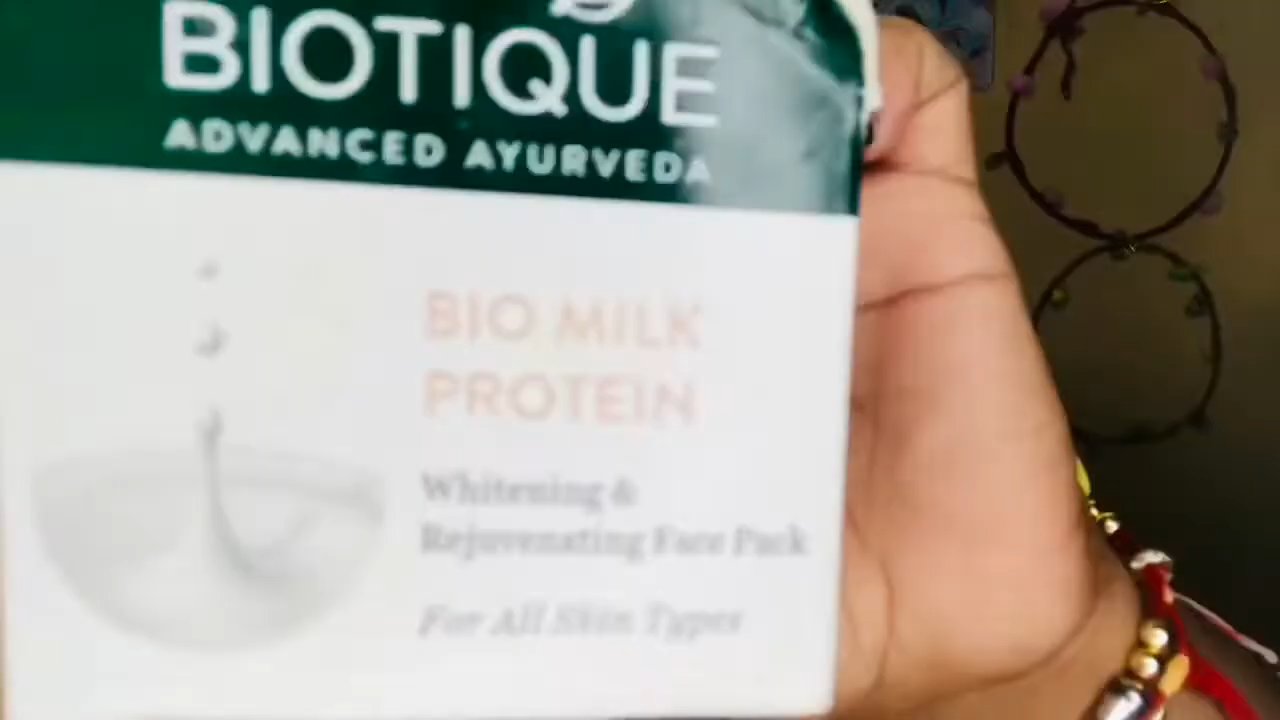 BIOTIQUE
ADVANCED AYURVEDA
BIO MILK
PROTEIN
Whitening &
Rejuvenating Face Pack
For All Skin Types